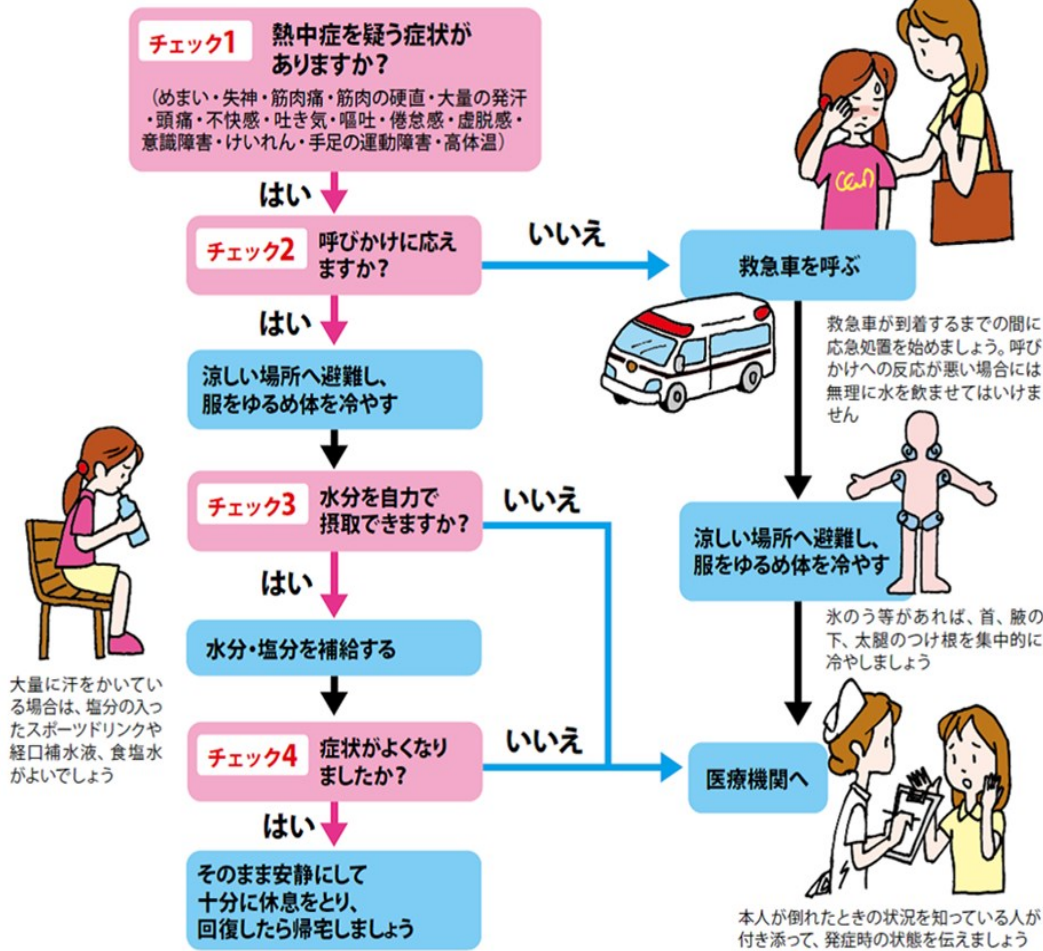 チェック1
熱中症を疑う症状が
ありますか？
（めまい・失神・筋肉痛・筋肉の硬直・大量の発汗
・頭痛・不快感・吐き気・嘔吐・倦怠感・虚脱感・
意識障害・けいれん・手足の運動障害・高体温）
はい
チェック2
呼びかけに応え
ますか？
いいえ
救急車を呼ぶ
救急車が到着するまでの間に
応急処置を始めましょう。呼び
かけへの反応が悪い場合には
無理に水を飲ませてはいけま
せん
はい
涼しい場所へ避難し、
服をゆるめ体を冷やす
チェック3
水分を自力で
摂取できますか？
いいえ
涼しい場所へ避難し、
服をゆるめ体を冷やす
氷のう等があれば、首、腋の
下、太腿のつけ根を集中的に
冷やしましょう
はい
水分・塩分を補給する
大量に汗をかいてい
る場合は、塩分の入っ
たスポーツドリンクや
経口補水液、食塩水
がよいでしょう
チェック4
症状がよくなり
ましたか？
いいえ
医療機関へ
はい
そのまま安静にして
十分に休息をとり、
回復したら帰宅しましょう
本人が倒れたときの状況を知っている人が
付き添って、発症時の状態を伝えましょう